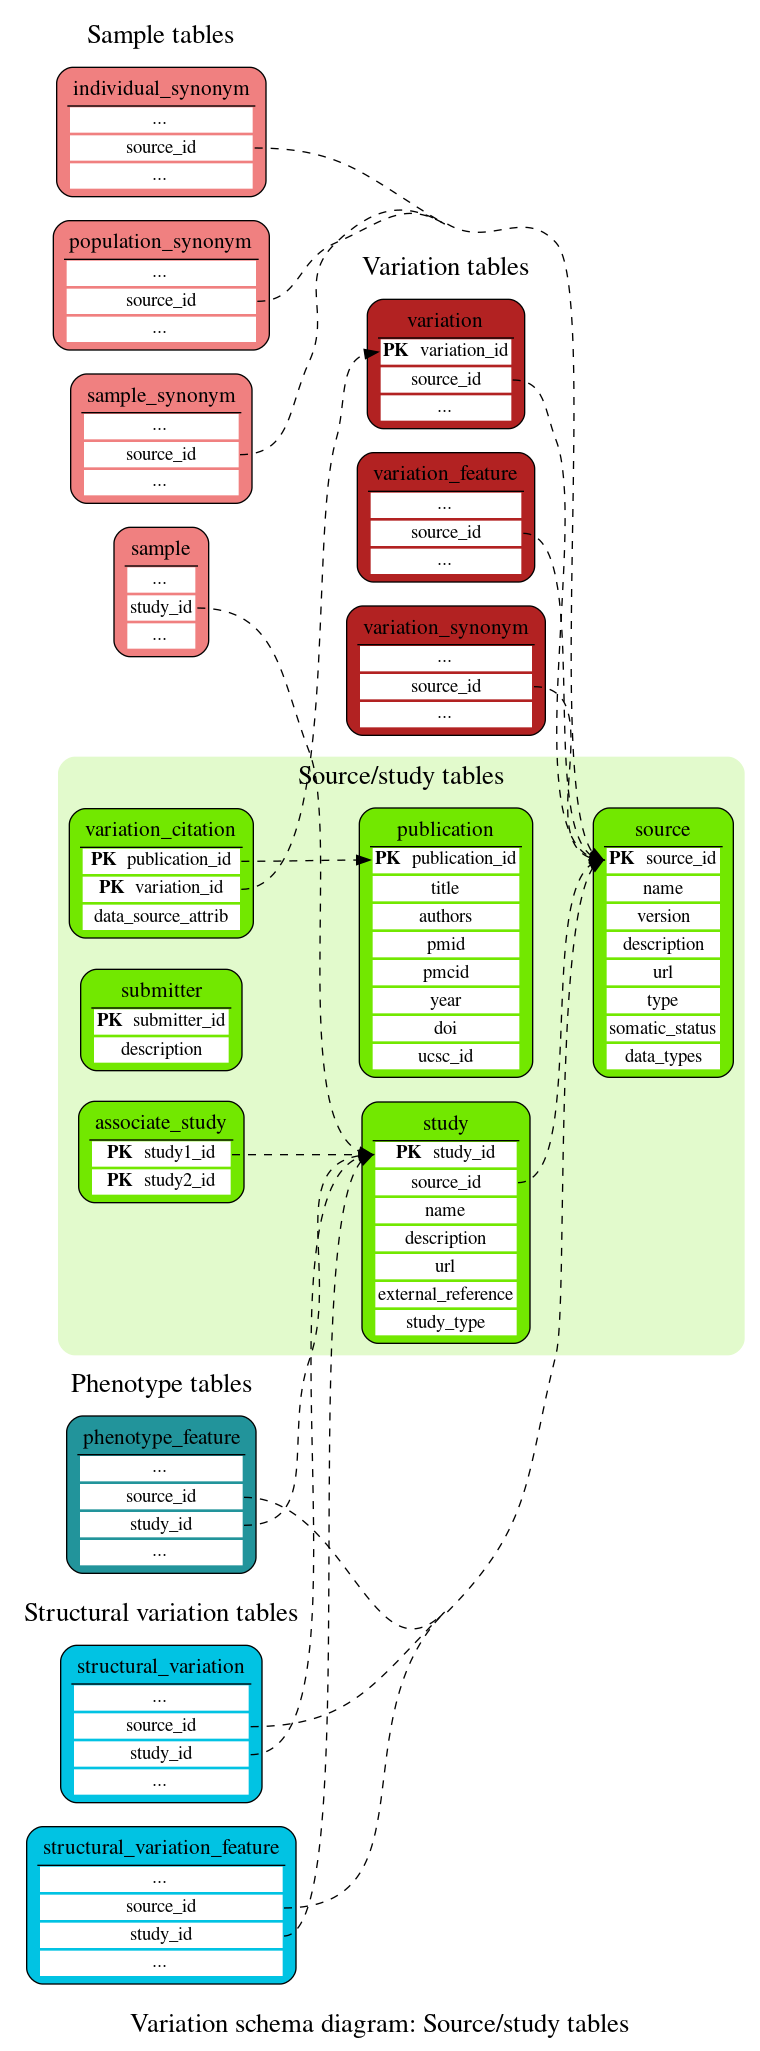 Sample tables
individual_synonym
...
source_id
...
population_synonym
...
source_id
...
sample_synonym
...
source_id
...
sample
...
study_id
...
Variation tables
variation
PK variation_id
source_id
...
variation_feature
...
source_id
...
variation_synonym
...
source_id
...
Source/study tables
variation_citation
PK publication_id
PK variation_id
data_source_attrib
publication
PK publication_id
title
authors
pmid
pmcid
year
doi
ucsc_id
source
PK source_id
name
version
description
url
type
somatic_status
data_types
submitter
PK submitter_id
description
associate_study
PK study1_id
PK study2_id
study
PK study_id
source_id
name
description
url
external_reference
study_type
Phenotype tables
phenotype_feature
...
source_id
study_id
...
Structural variation tables
structural_variation
...
source_id
study_id
...
structural_variation_feature
...
source_id
study_id
...
Variation schema diagram: Source/study tables